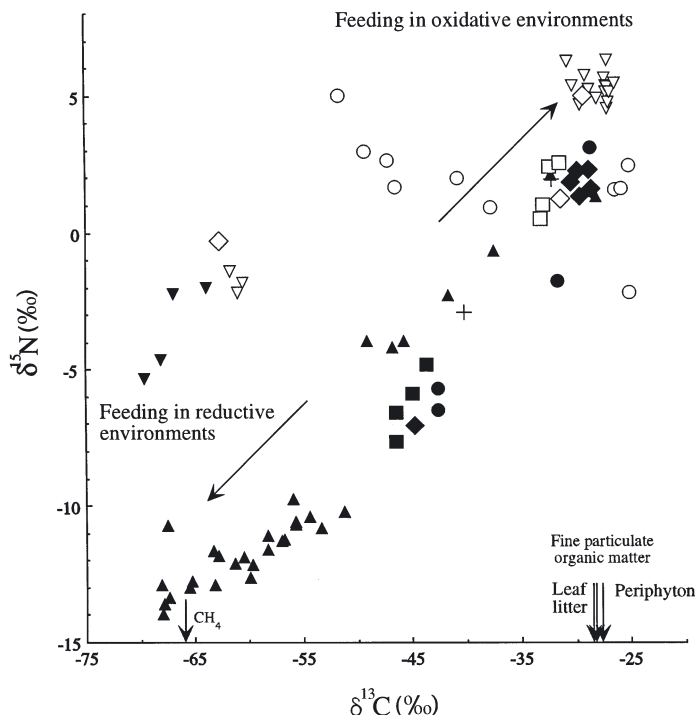 Feeding in oxidative environments
5
0
-5
-10
-15
δ15N(‰)
Feeding in reductive
environments
CH4
Fine particulate
organic matter
Leaf
litter
Periphyton
-75
-65
-55
-45
-35
-25
δ13C(‰)